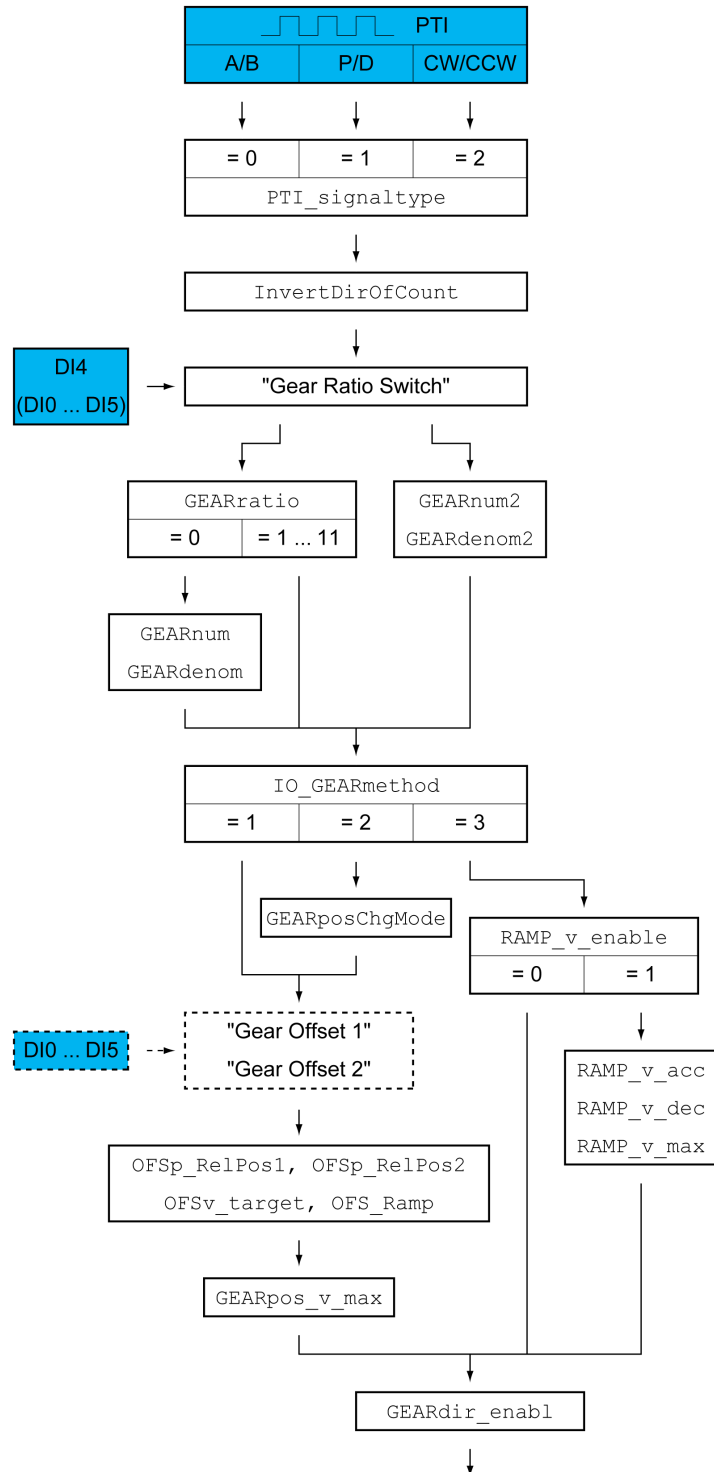 PTI
A/B P/D CW/CCW
= 0 = 1 = 2
PTI_signaltype
InvertDirOfCount
DI4
(DI0 ... DI5)
"Gear Ratio Switch"
GEARratio
= 0 = 1 ... 11
GEARnum2
GEARdenom2
GEARnum
GEARdenom
IO_GEARmethod
= 1 = 2 = 3
GEARposChgMode
RAMP_v_enable
= 0 = 1
DI0 ... DI5
"Gear Offset 1"
"Gear Offset 2"
RAMP_v_acc
RAMP_v_dec
RAMP_v_max
OFSp_RelPos1, OFSp_RelPos2
OFSv_target, OFS_Ramp
GEARpos_v_max
GEARdir_enabl